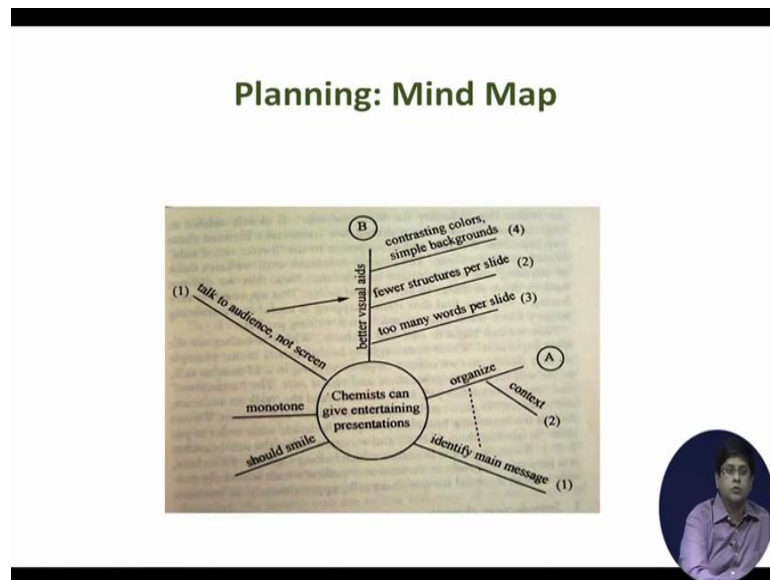 Planning: Mind Map
B
contrasting colors,
simple backgrounds (4)
fewer structures per slide (2)
too many words per slide (3)
better visual aids
(1) talk to audience, not screen
monotone
should smile
Chemists can
give entertaining
presentations
organize
A
context
(2)
identify main message (1)